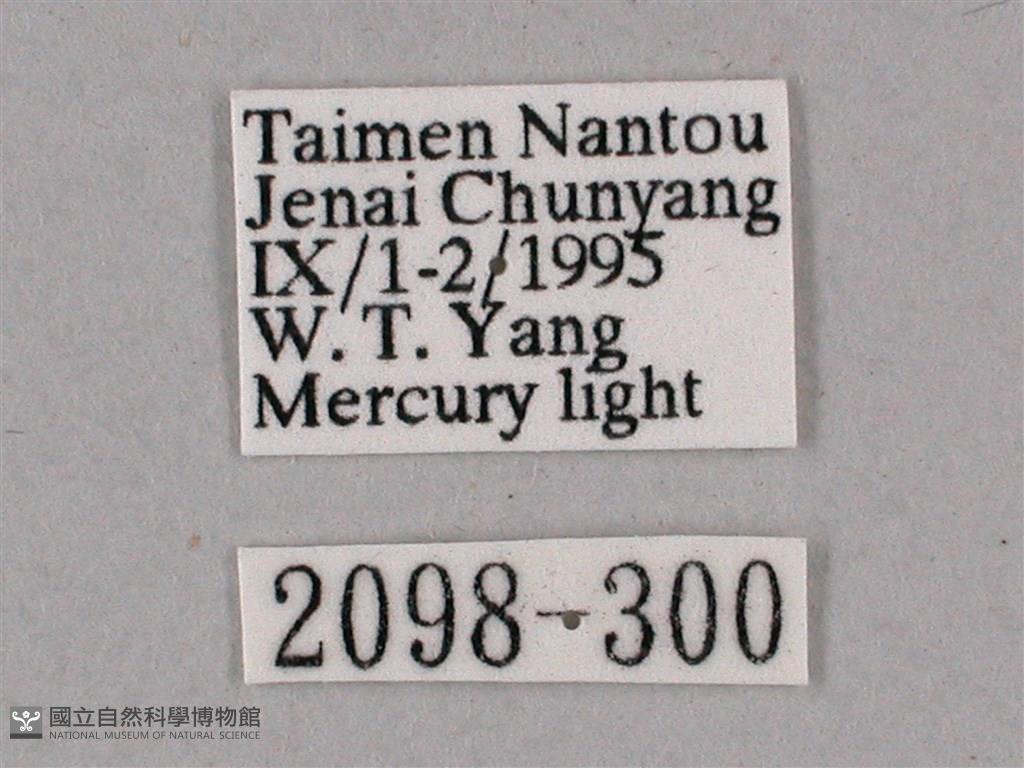 Taimen Nantou
Jenai Chunyang
IX/1-2/1995
W. T. Yang
Mercury light
2098-300
國立自然科學博物館
NATIONAL MUSEUM OF NATURAL SCIENCE